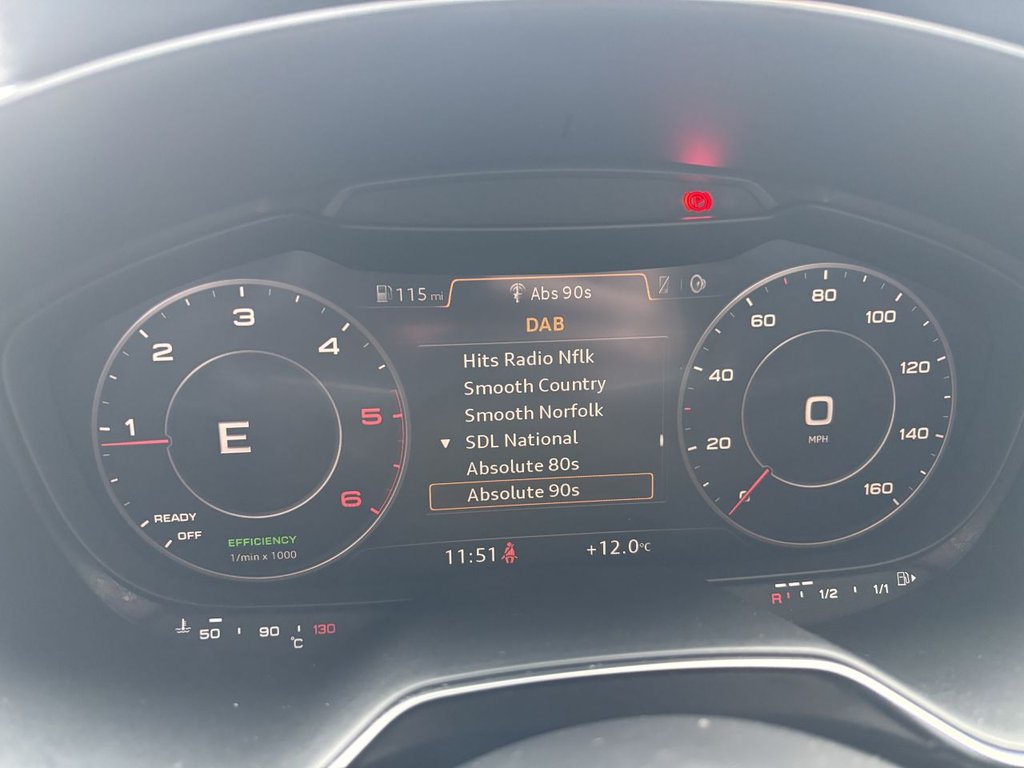 115 mi
Abs 90s
DAB
Hits Radio Nflk
Smooth Country
Smooth Norfolk
SDL National
Absolute 80s
Absolute 90s
1
2
3
4
5
6
E
READY
OFF
EFFICIENCY
1/min x 1000
0
20
40
60
80
100
120
140
160
0
MPH
11:51
+12.0°C
50
90
130
°C
R
1/2
1/1